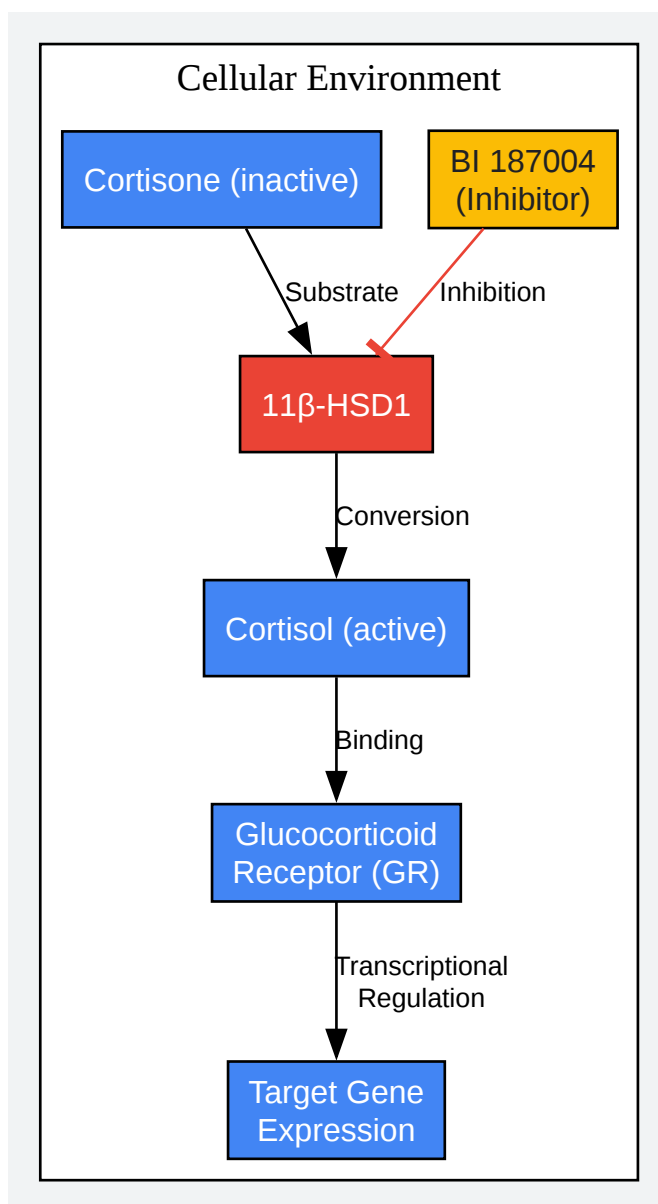 Cellular Environment
Cortisone (inactive)
BI 187004
(Inhibitor)
Substrate
Inhibition
11β-HSD1
Conversion
Cortisol (active)
Binding
Glucocorticoid
Receptor (GR)
Transcriptional
Regulation
Target Gene
Expression